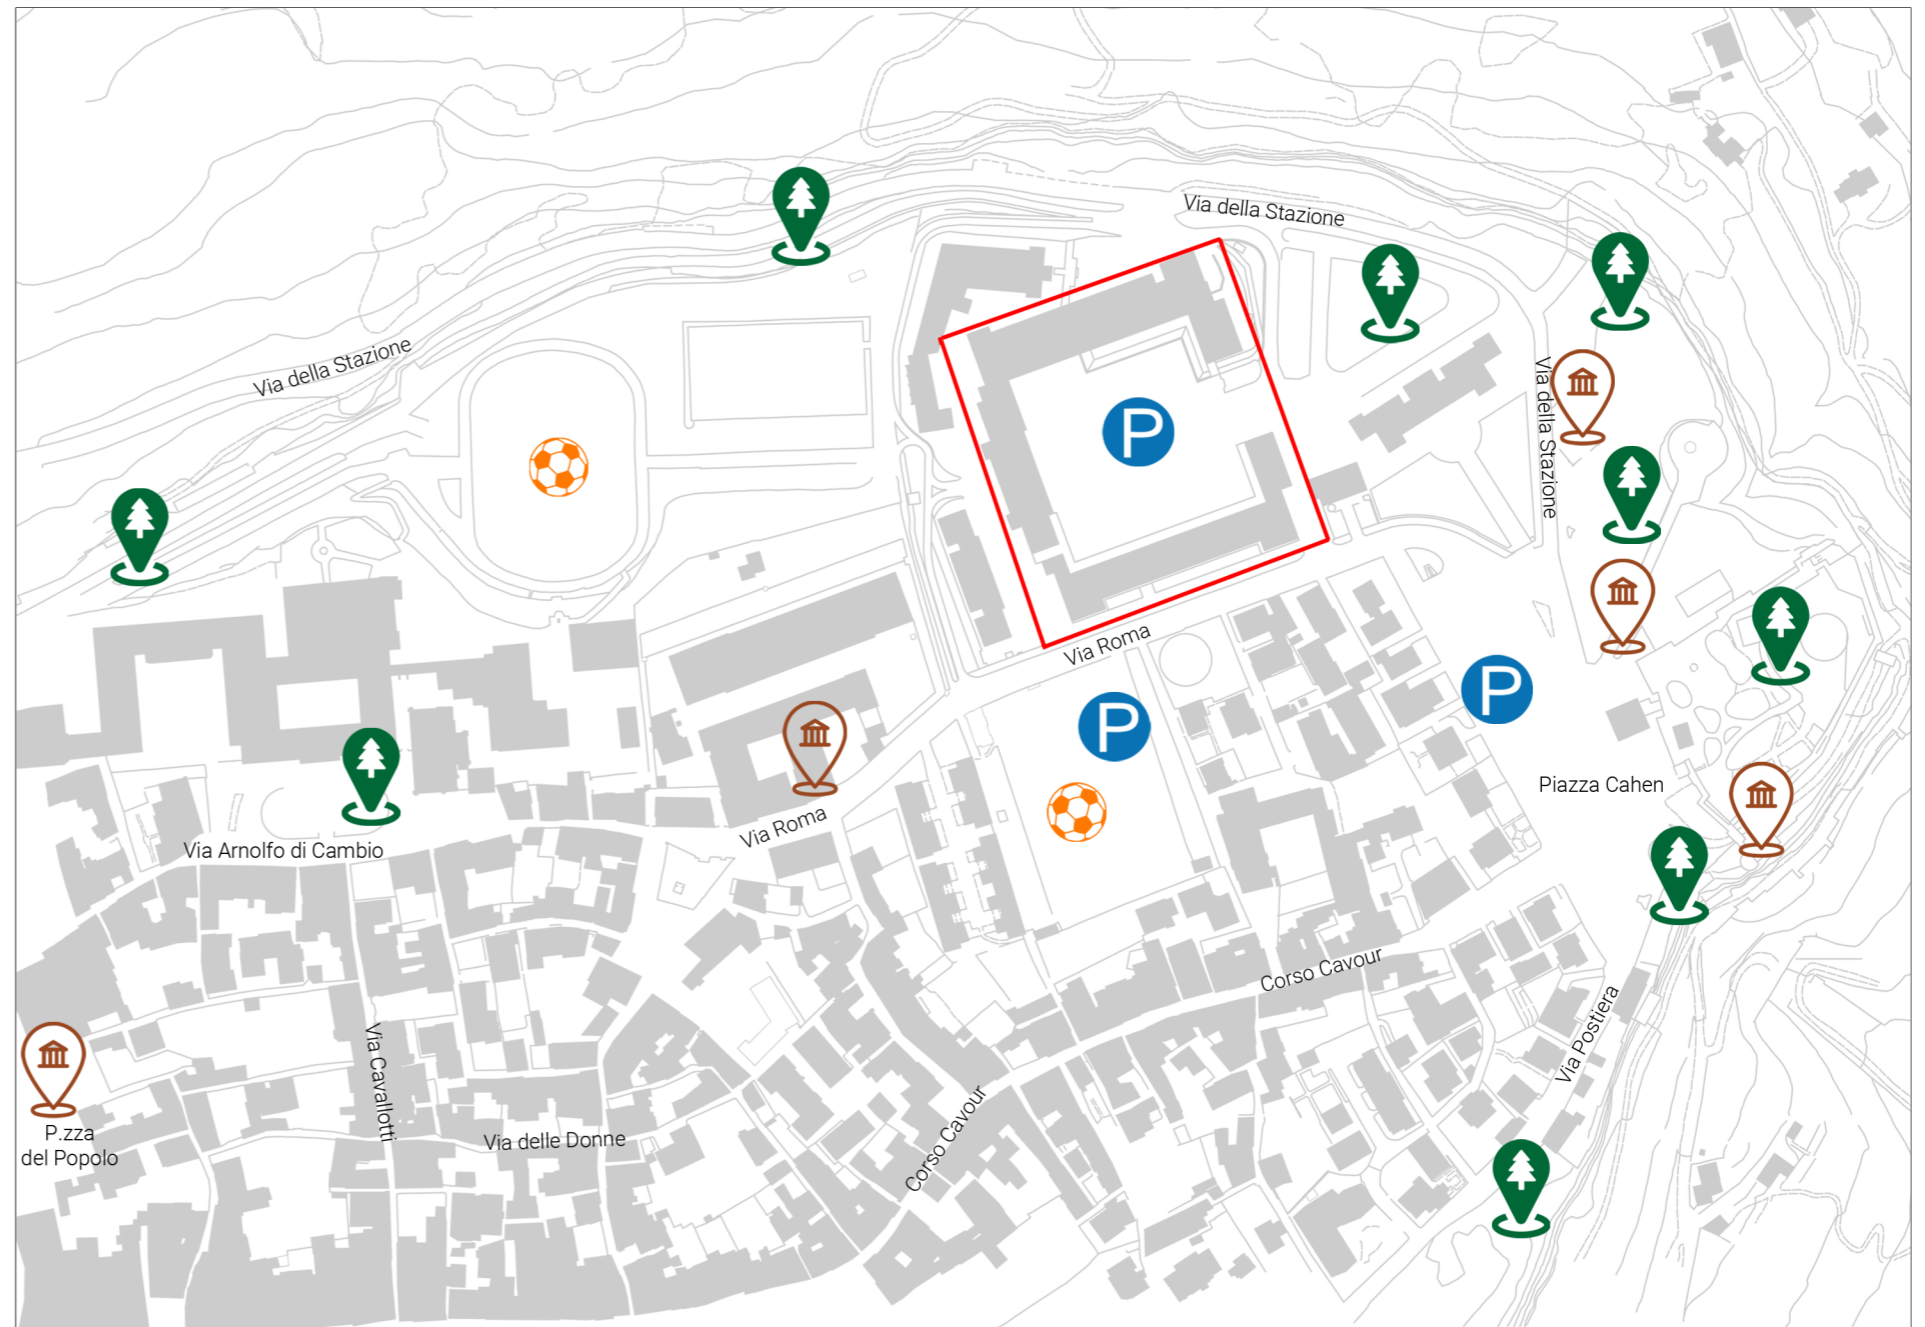 Via della Stazione
Via della Stazione
Via della Stazione
P
Via Roma
P
P
Piazza Cahen
Via Roma
Via Arnolfo di Cambio
Corso Cavour
Via Postiera
Via Cavallotti
P.zza
del Popolo
Via delle Donne
Corso Cavour